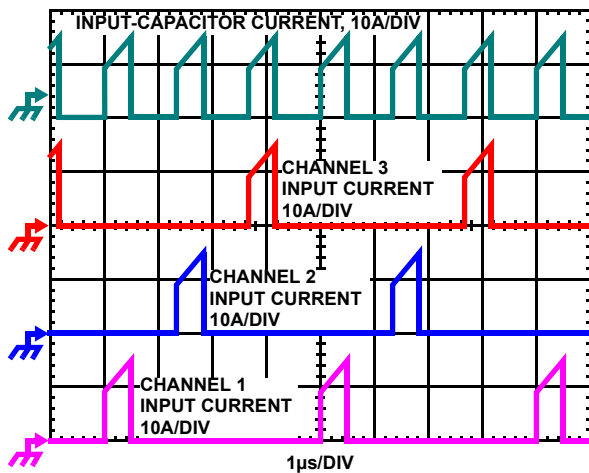 INPUT-CAPACITOR CURRENT, 10A/DIV
CHANNEL 3
INPUT CURRENT
10A/DIV
CHANNEL 2
INPUT CURRENT
10A/DIV
CHANNEL 1
INPUT CURRENT
10A/DIV
1µs/DIV